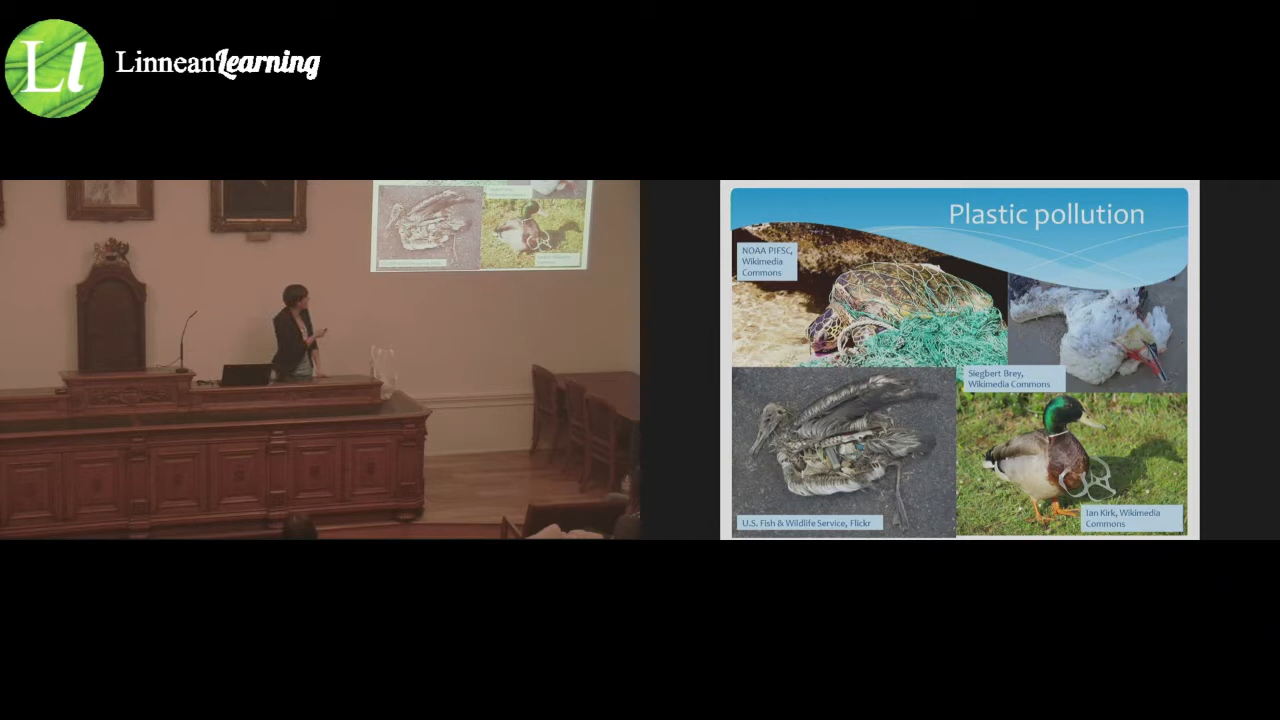 Ll
LinneanLearning
Plastic pollution
NOAA PIFSC,
Wikimedia
Commons
Siegbert Brey,
Wikimedia Commons
U.S. Fish & Wildlife Service, Flickr
Ian Kirk, Wikimedia
Commons